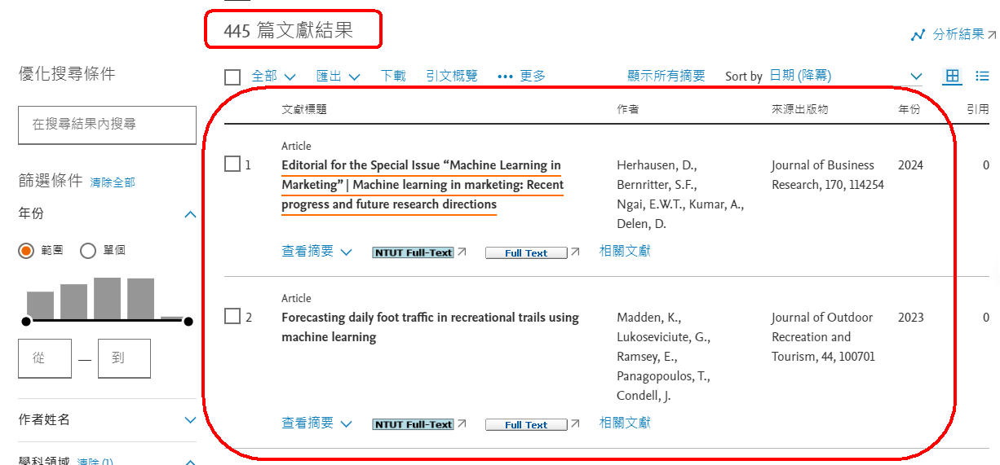 445 篇文獻結果
分析結果
優化搜尋條件
全部 匯出 下載 引文概覽 ••• 更多 顯示所有摘要 Sort by 日期 (降冪)
在搜尋結果內搜尋
文獻標題 作者 來源出版物 年份 引用
篩選條件 清除全部
年份
範圍 單個
從 — 到
作者姓名
學科領域 清除 (1)
Article
1 Editorial for the Special Issue “Machine Learning in
Marketing” | Machine learning in marketing: Recent
progress and future research directions
Herhausen, D.,
Bernritter, S.F.,
Ngai, E.W.T., Kumar, A.,
Delen, D.
Journal of Business
Research, 170, 114254
2024
0
查看摘要 NTUT Full-Text Full Text 相關文獻
Article
2 Forecasting daily foot traffic in recreational trails using
machine learning
Madden, K.,
Lukoseviciute, G.,
Ramsey, E.,
Panagopoulos, T.,
Condell, J.
Journal of Outdoor
Recreation and
Tourism, 44, 100701
2023
0
查看摘要 NTUT Full-Text Full Text 相關文獻